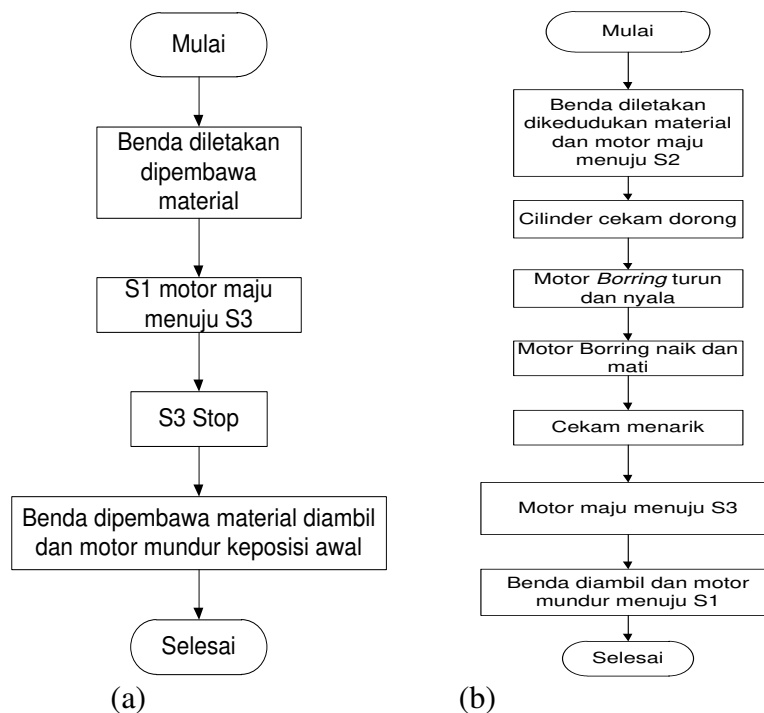 Mulai
Benda diletakan
dipembawa
material
S1 motor maju
menuju S3
S3 Stop
Benda dipembawa material diambil
dan motor mundur keposisi awal
Selesai
(a)
Mulai
Benda diletakan
dikedudukan material
dan motor maju
menuju S2
Cilinder cekam dorong
Motor Borring turun
dan nyala
Motor Borring naik dan
mati
Cekam menarik
Motor maju menuju S3
Benda diambil dan motor
mundur menuju S1
Selesai
(b)